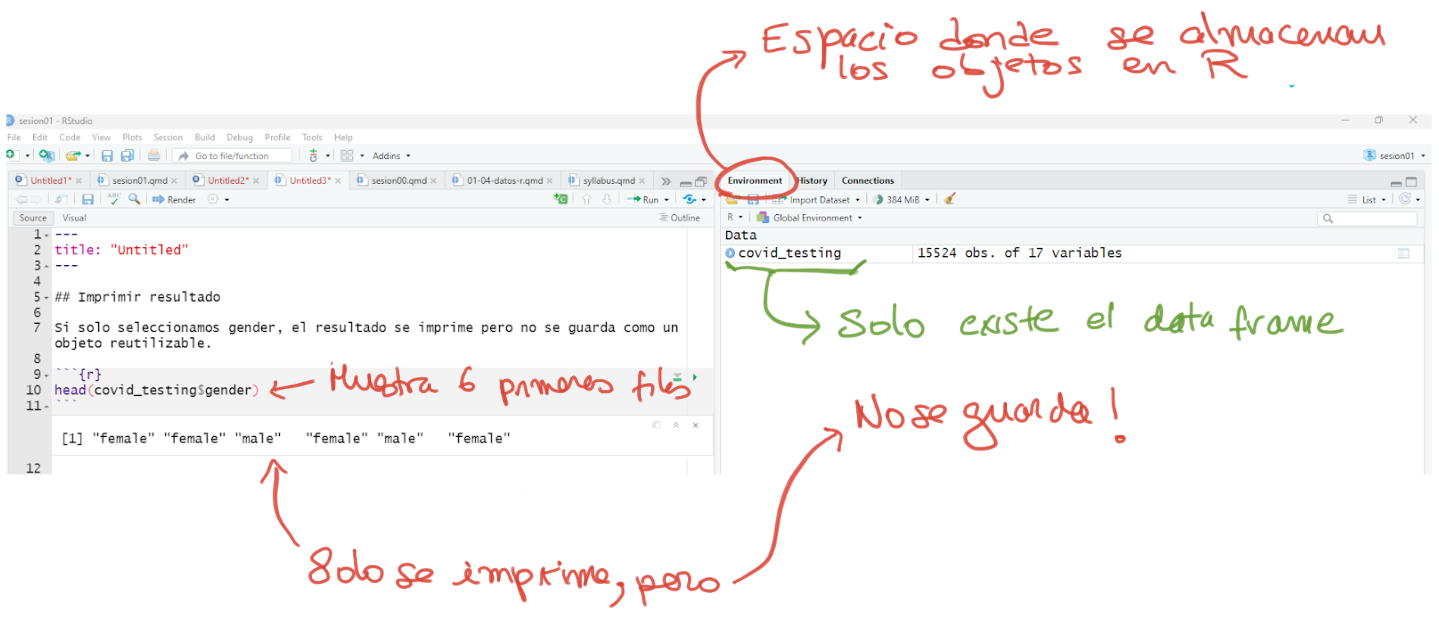 Espacio donde se almacenan
los objetos en R
sesion01 - RStudio
File Edit Code View Plots Session Build Debug Profile Tools Help
Go to file/function Addins
sesion01
Untitled1* sesion01.qmd Untitled2* Untitled3* sesion00.qmd 01-04-datos-r.qmd syllabus.qmd
Render Run
Source Visual Outline
1 ---
2 title: "Untitled"
3 ---
4
5 ## Imprimir resultado
6
7 Si solo seleccionamos gender, el resultado se imprime pero no se guarda como un
objeto reutilizable.
8
9 ```{r}
10 head(covid_testing$gender)
11 ```
Muestra 6 primeras filas
[1] "female" "female" "male" "female" "male" "female"
12
Environment History Connections
Import Dataset 384 MiB List
R Global Environment
Data
covid_testing 15524 obs. of 17 variables
Solo existe el data frame
No se guarda!
Solo se imprime, pero